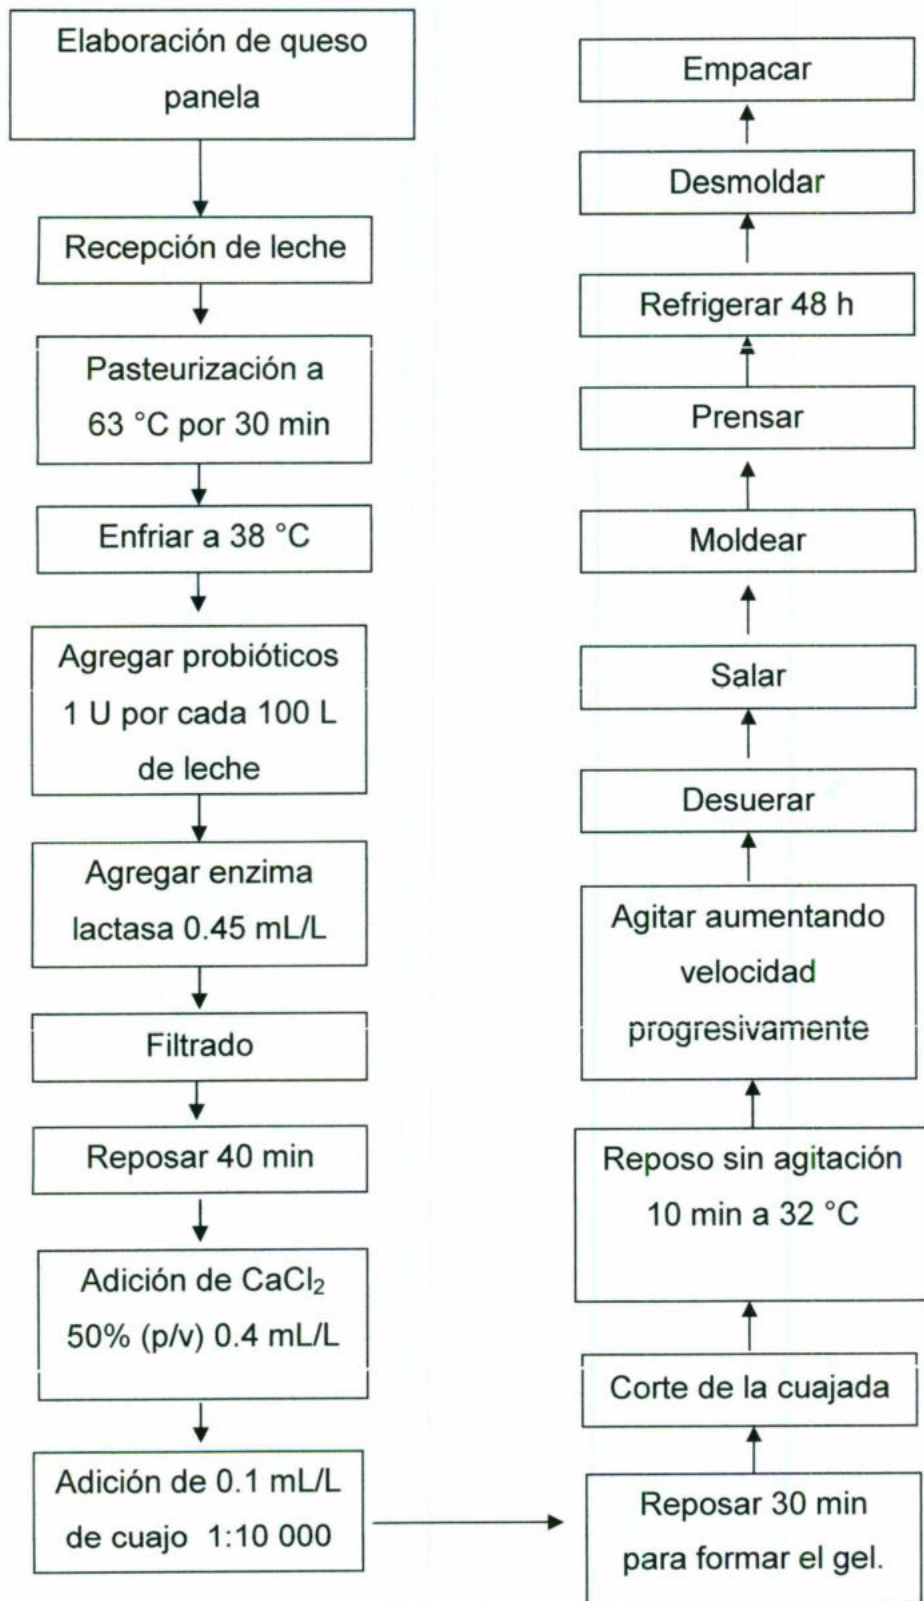 Elaboración de queso
panela
Recepción de leche
Pasteurización a
63 °C por 30 min
Enfriar a 38 °C
Agregar probióticos
1 U por cada 100 L
de leche
Agregar enzima
lactasa 0.45 mL/L
Filtrado
Reposar 40 min
Adición de CaCl₂
50% (p/v) 0.4 mL/L
Adición de 0.1 mL/L
de cuajo 1:10 000
Reposar 30 min
para formar el gel.
Corte de la cuajada
Reposo sin agitación
10 min a 32 °C
Agitar aumentando
velocidad
progresivamente
Desuerar
Salar
Moldear
Prensar
Refrigerar 48 h
Desmoldar
Empacar